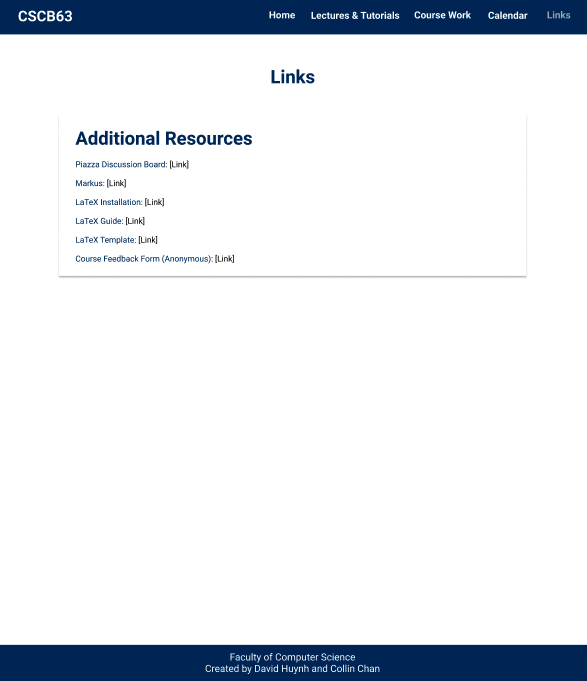 CSCB63 Home Lectures & Tutorials Course Work Calendar Links
Links
Additional Resources
Piazza Discussion Board: [Link]
Markus: [Link]
LaTeX Installation: [Link]
LaTeX Guide: [Link]
LaTeX Template: [Link]
Course Feedback Form (Anonymous): [Link]
Faculty of Computer Science
Created by David Huynh and Collin Chan